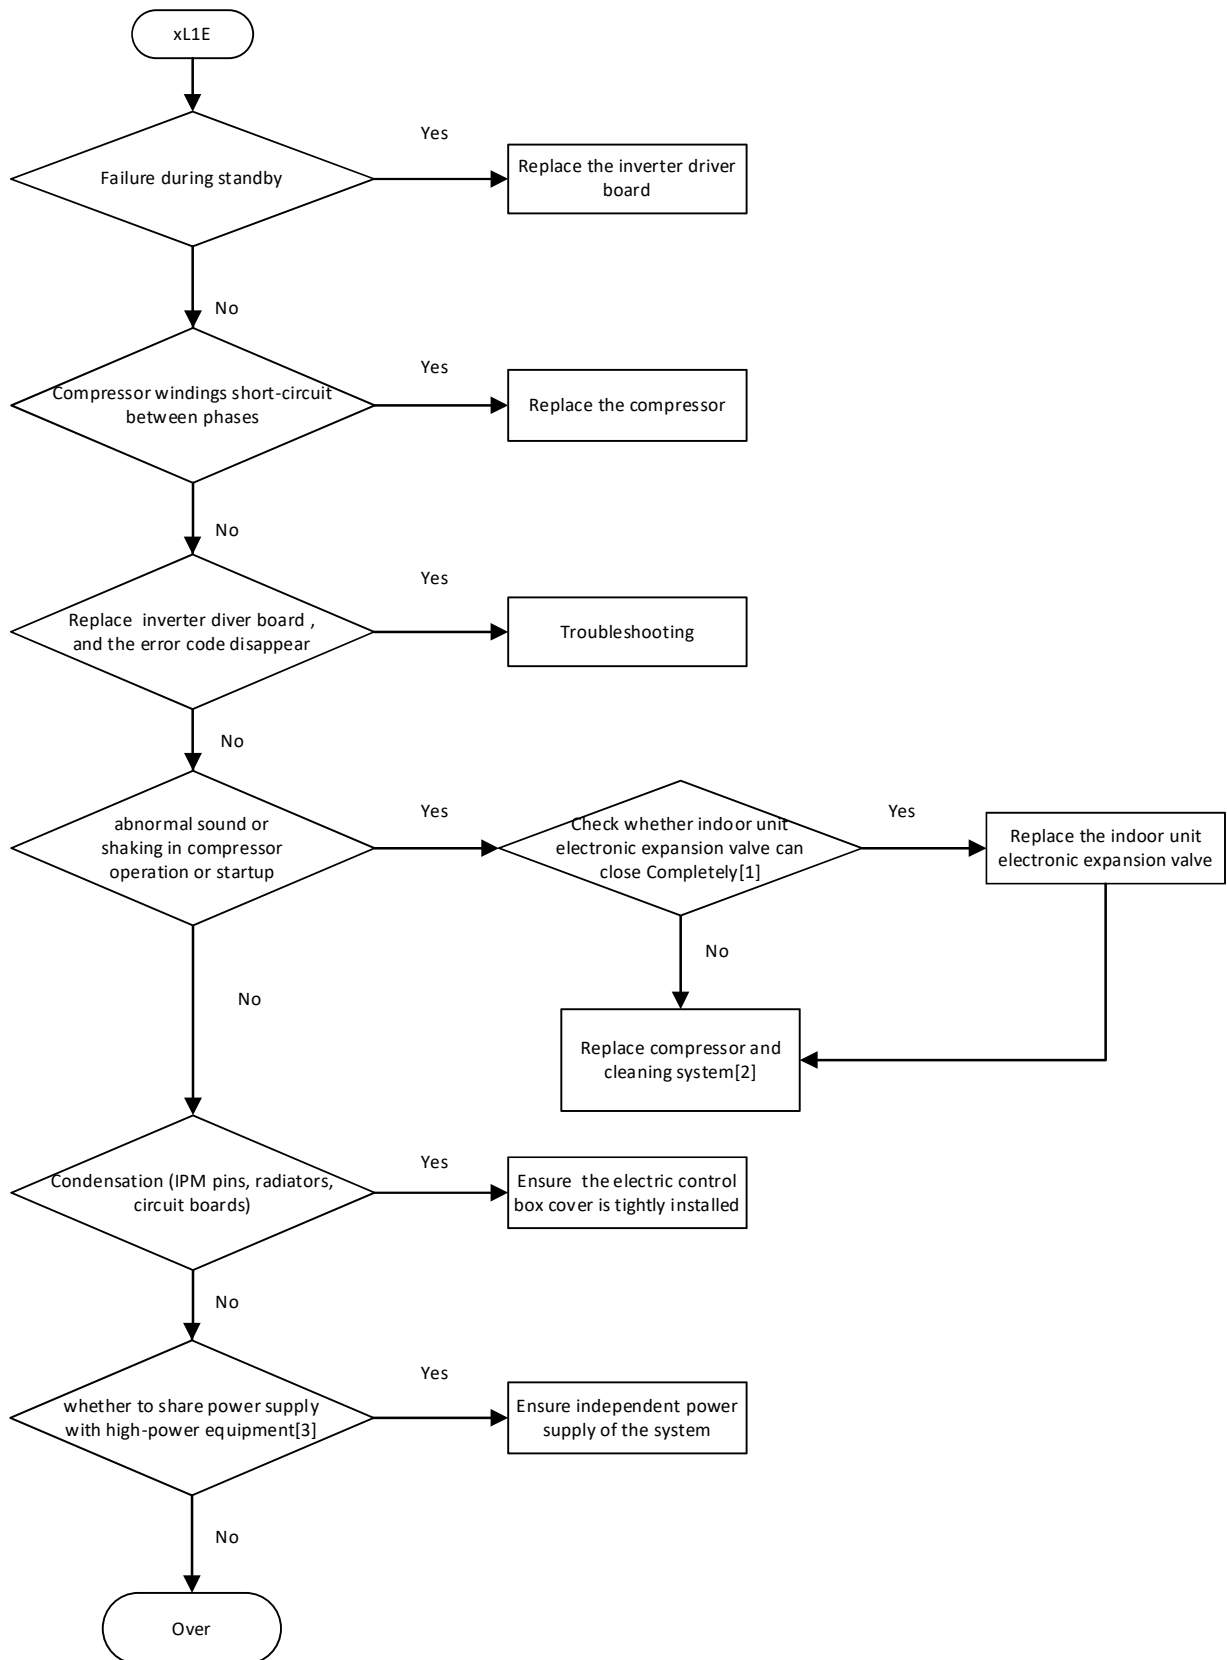 xL1E
Failure during standby
Yes
Replace the inverter driver
board
No
Compressor windings short-circuit
between phases
Yes
Replace the compressor
No
Replace inverter diver board ,
and the error code disappear
Yes
Troubleshooting
No
abnormal sound or
shaking in compressor
operation or startup
Yes
Check whether indoor unit
electronic expansion valve can
close Completely[1]
Yes
Replace the indoor unit
electronic expansion valve
No
Replace compressor and
cleaning system[2]
No
Condensation (IPM pins, radiators,
circuit boards)
Yes
Ensure the electric control
box cover is tightly installed
No
whether to share power supply
with high-power equipment[3]
Yes
Ensure independent power
supply of the system
No
Over